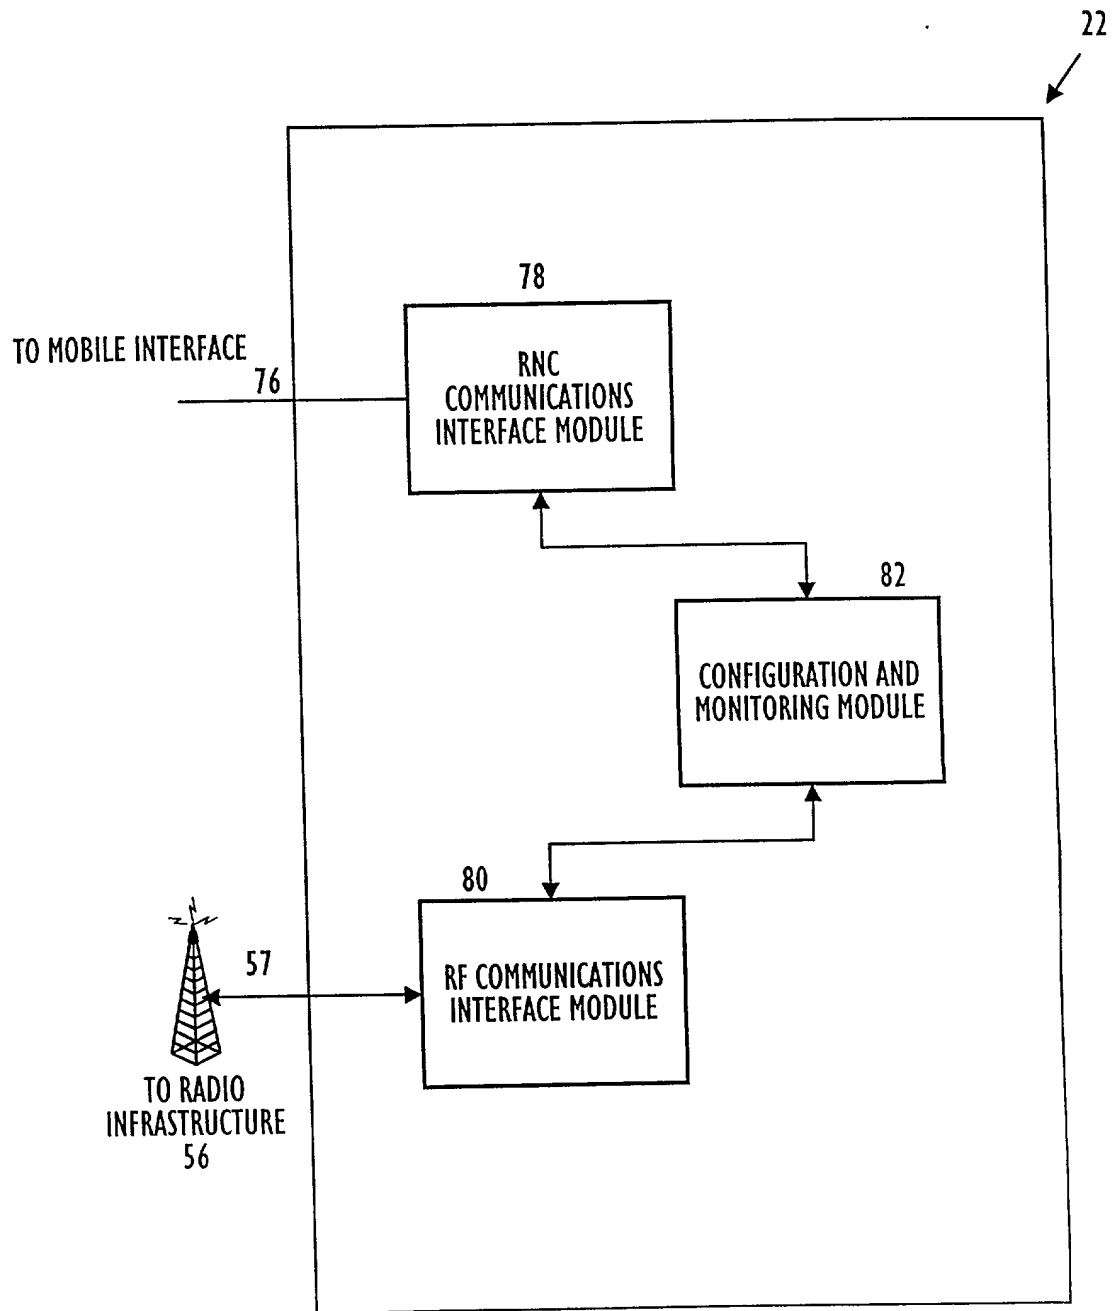 22
78
TO MOBILE INTERFACE
76
RNC
COMMUNICATIONS
INTERFACE MODULE
82
CONFIGURATION AND
MONITORING MODULE
80
57
RF COMMUNICATIONS
INTERFACE MODULE
TO RADIO
INFRASTRUCTURE
56